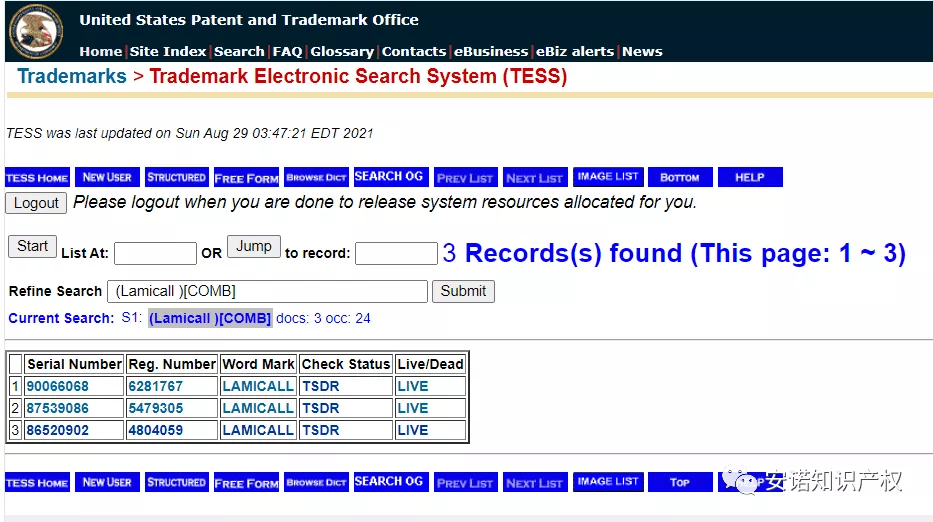 United States Patent and Trademark Office
Home|Site Index|Search|FAQ|Glossary|Contacts|eBusiness|eBiz alerts|News
Trademarks > Trademark Electronic Search System (TESS)
TESS was last updated on Sun Aug 29 03:47:21 EDT 2021
TESS HOME NEW USER STRUCTURED FREE FORM BROWSE DICT SEARCH OG PREV LIST NEXT LIST IMAGE LIST BOTTOM HELP
Logout Please logout when you are done to release system resources allocated for you.
Start List At: OR Jump to record: 3 Records(s) found (This page: 1 ~ 3)
Refine Search (Lamicall )[COMB] Submit
Current Search: S1: (Lamicall )[COMB] docs: 3 occ: 24
Serial Number Reg. Number Word Mark Check Status Live/Dead
1 90066068 6281767 LAMICALL TSDR LIVE
2 87539086 5479305 LAMICALL TSDR LIVE
3 86520902 4804059 LAMICALL TSDR LIVE
TESS HOME NEW USER STRUCTURED FREE FORM BROWSE DICT SEARCH OG PREV LIST NEXT LIST IMAGE LIST TOP
安诺知识产权